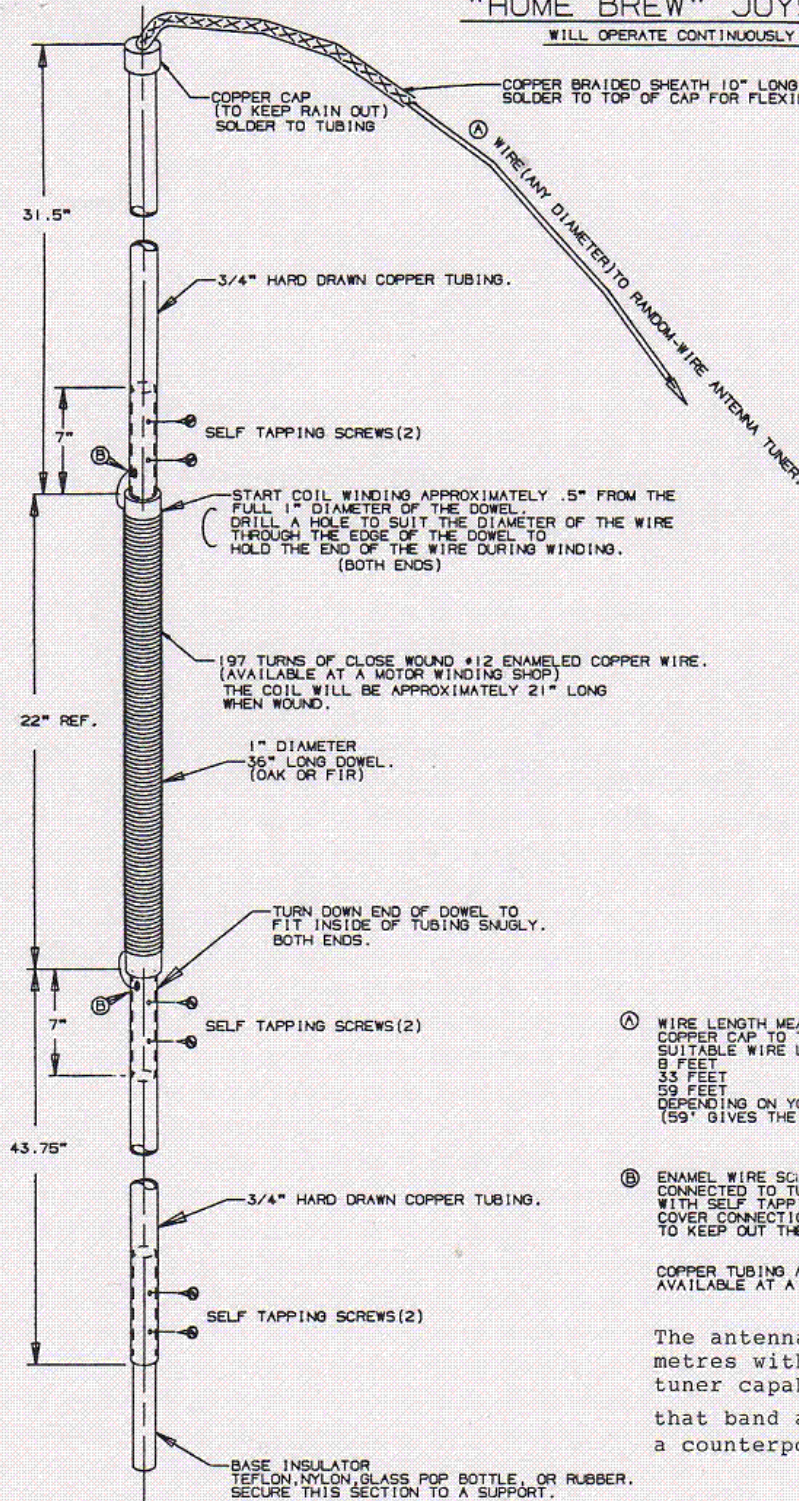 "HOME BREW" JOY
WILL OPERATE CONTINUOUSLY
COPPER BRAIDED SHEATH 10" LONG
SOLDER TO TOP OF CAP FOR FLEXI
COPPER CAP
(TO KEEP RAIN OUT)
SOLDER TO TUBING
Ⓐ WIRE(ANY DIAMETER)TO RANDOM-WIRE ANTENNA TUNER.
31.5"
3/4" HARD DRAWN COPPER TUBING.
7"
SELF TAPPING SCREWS(2)
Ⓑ
START COIL WINDING APPROXIMATELY .5" FROM THE
FULL 1" DIAMETER OF THE DOWEL.
DRILL A HOLE TO SUIT THE DIAMETER OF THE WIRE
THROUGH THE EDGE OF THE DOWEL TO
HOLD THE END OF THE WIRE DURING WINDING.
(BOTH ENDS)
197 TURNS OF CLOSE WOUND #12 ENAMELED COPPER WIRE.
(AVAILABLE AT A MOTOR WINDING SHOP)
THE COIL WILL BE APPROXIMATELY 21" LONG
WHEN WOUND.
22" REF.
1" DIAMETER
36" LONG DOWEL.
(OAK OR FIR)
TURN DOWN END OF DOWEL TO
FIT INSIDE OF TUBING SNUGLY.
BOTH ENDS.
Ⓑ
7"
SELF TAPPING SCREWS(2)
43.75"
3/4" HARD DRAWN COPPER TUBING.
SELF TAPPING SCREWS(2)
BASE INSULATOR
TEFLON,NYLON,GLASS POP BOTTLE, OR RUBBER.
SECURE THIS SECTION TO A SUPPORT.
Ⓐ WIRE LENGTH MEA
COPPER CAP TO
SUITABLE WIRE L
8 FEET
33 FEET
59 FEET
DEPENDING ON YO
(59' GIVES THE
Ⓑ ENAMEL WIRE SC
CONNECTED TO TU
WITH SELF TAPP
COVER CONNECTIO
TO KEEP OUT THE
COPPER TUBING A
AVAILABLE AT A
The antenna
metres with
tuner capal
that band a
a counterpo